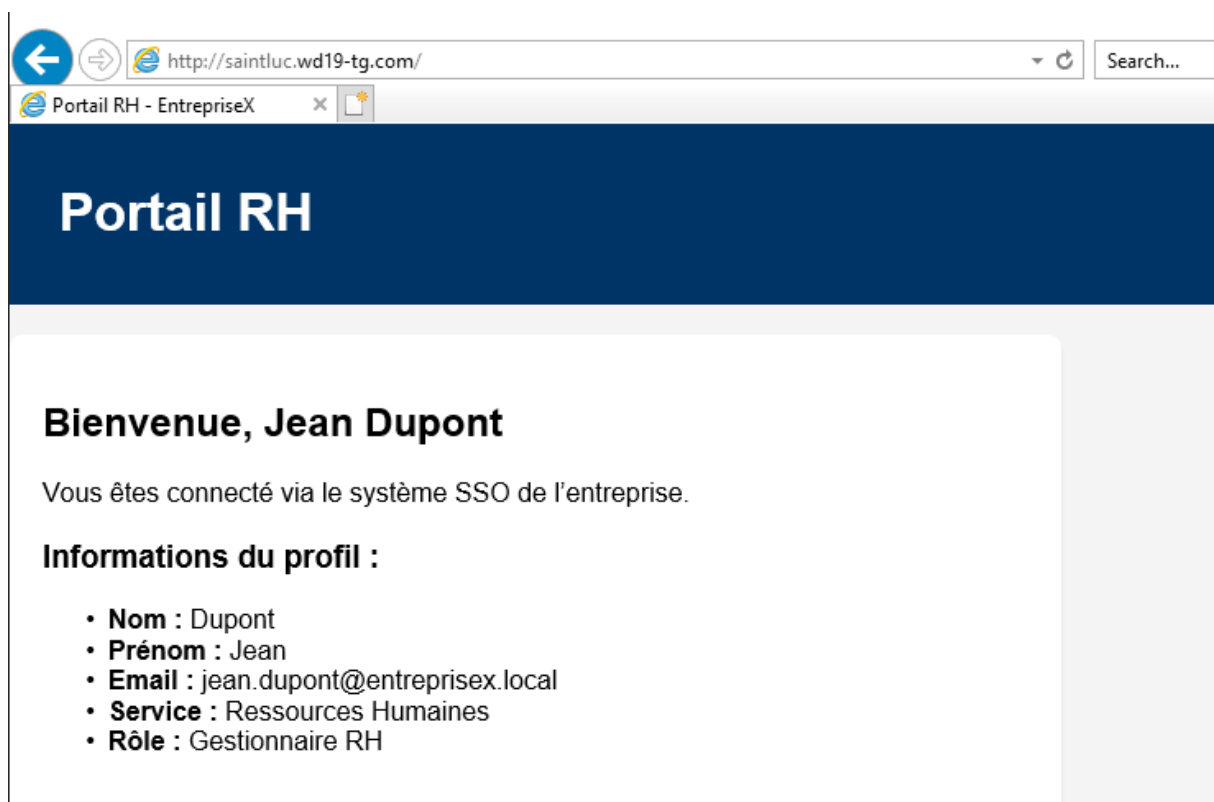 http://saintluc.wd19-tg.com/
Search...
Portail RH - EntrepriseX
Portail RH
Bienvenue, Jean Dupont
Vous êtes connecté via le système SSO de l’entreprise.
Informations du profil :
• Nom : Dupont
• Prénom : Jean
• Email : jean.dupont@entreprisex.local
• Service : Ressources Humaines
• Rôle : Gestionnaire RH